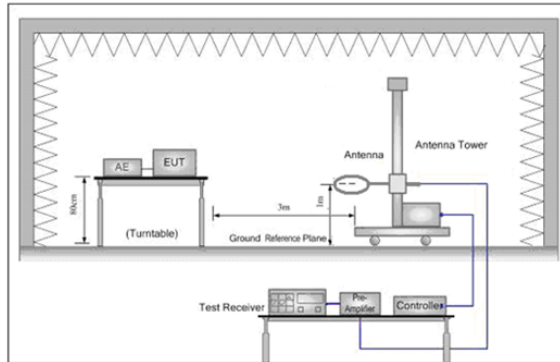 AE
EUT
80cm
(Turntable)
3m
Antenna
Antenna Tower
1m
Ground Reference Plane
Test Receiver
Pre-
Amplifier
Controller